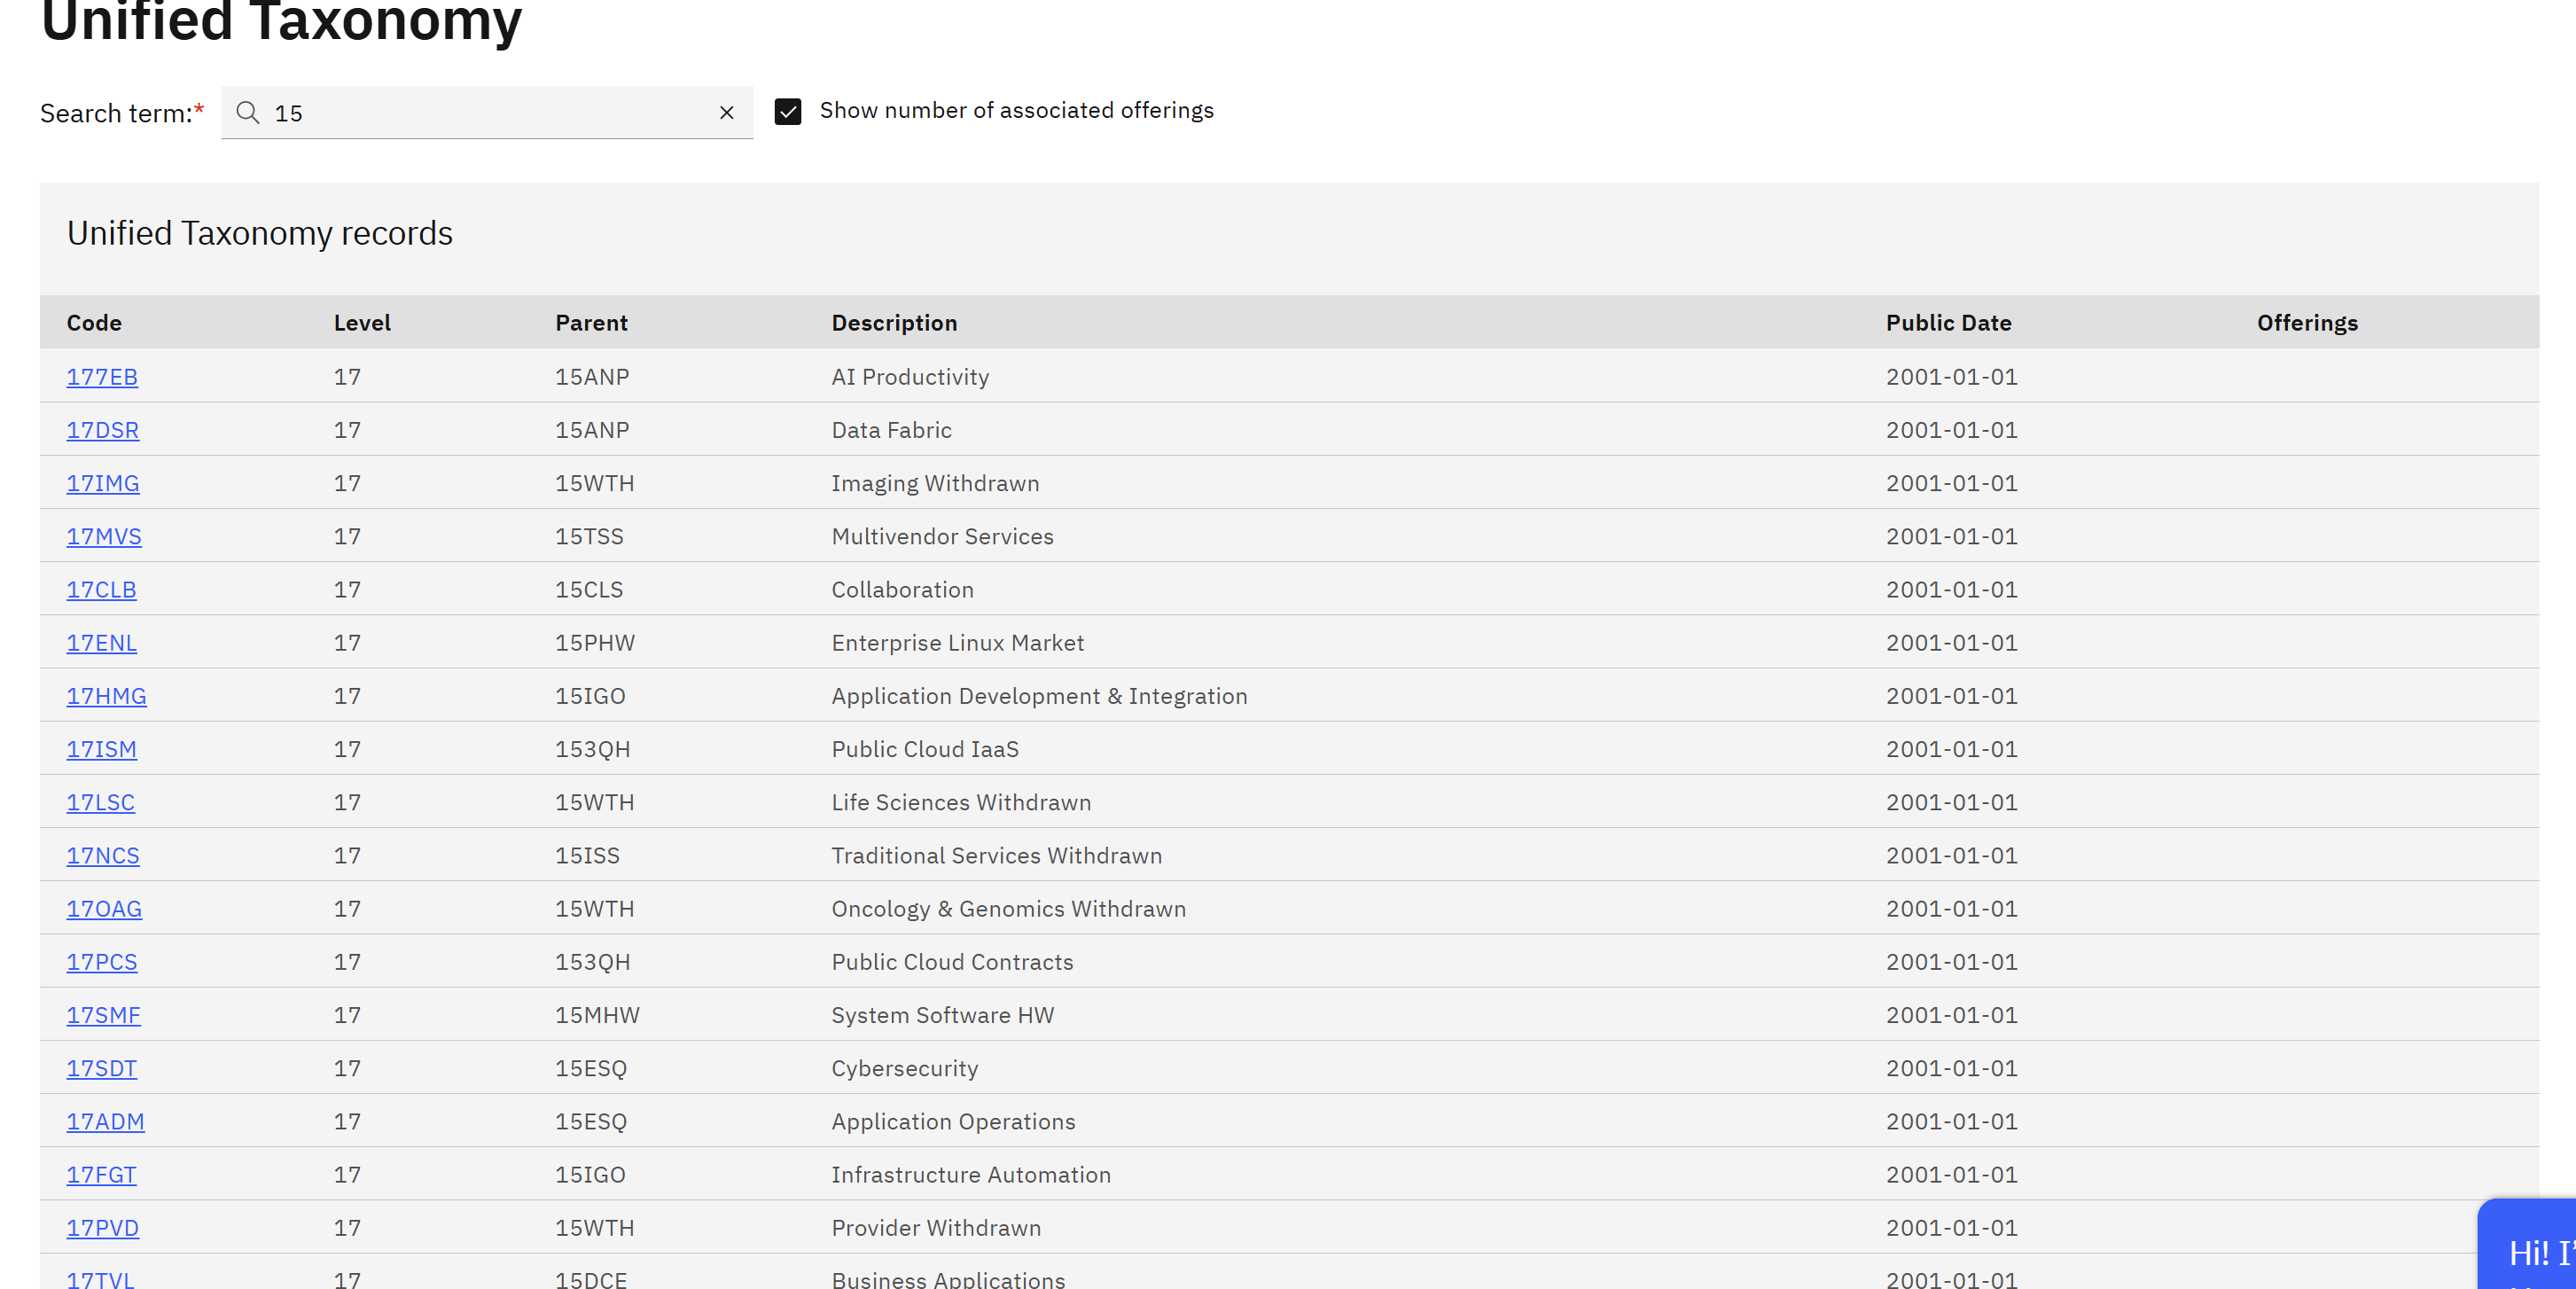 Unified Taxonomy
Search term:* 15 Show number of associated offerings
Unified Taxonomy records
Code Level Parent Description Public Date Offerings
177EB 17 15ANP AI Productivity 2001-01-01
17DSR 17 15ANP Data Fabric 2001-01-01
17IMG 17 15WTH Imaging Withdrawn 2001-01-01
17MVS 17 15TSS Multivendor Services 2001-01-01
17CLB 17 15CLS Collaboration 2001-01-01
17ENL 17 15PHW Enterprise Linux Market 2001-01-01
17HMG 17 15IGO Application Development & Integration 2001-01-01
17ISM 17 153QH Public Cloud IaaS 2001-01-01
17LSC 17 15WTH Life Sciences Withdrawn 2001-01-01
17NCS 17 15ISS Traditional Services Withdrawn 2001-01-01
17OAG 17 15WTH Oncology & Genomics Withdrawn 2001-01-01
17PCS 17 153QH Public Cloud Contracts 2001-01-01
17SMF 17 15MHW System Software HW 2001-01-01
17SDT 17 15ESQ Cybersecurity 2001-01-01
17ADM 17 15ESQ Application Operations 2001-01-01
17FGT 17 15IGO Infrastructure Automation 2001-01-01
17PVD 17 15WTH Provider Withdrawn 2001-01-01
17TVL 17 15DCE Business Applications 2001-01-01
Hi! I'